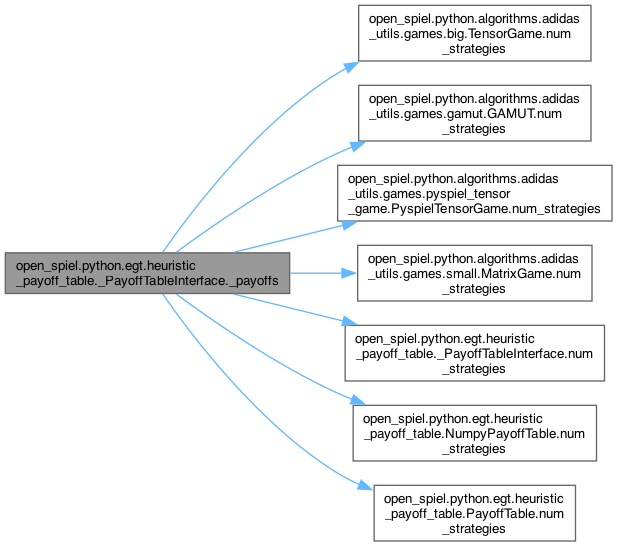 open_spiel.python.algorithms.adidas
_utils.games.big.TensorGame.num
_strategies
open_spiel.python.algorithms.adidas
_utils.games.gamut.GAMUT.num
_strategies
open_spiel.python.algorithms.adidas
_utils.games.pyspiel_tensor
_game.PyspielTensorGame.num_strategies
open_spiel.python.egt.heuristic
_payoff_table._PayoffTableInterface._payoffs
open_spiel.python.algorithms.adidas
_utils.games.small.MatrixGame.num
_strategies
open_spiel.python.egt.heuristic
_payoff_table._PayoffTableInterface.num
_strategies
open_spiel.python.egt.heuristic
_payoff_table.NumpyPayoffTable.num
_strategies
open_spiel.python.egt.heuristic
_payoff_table.PayoffTable.num
_strategies